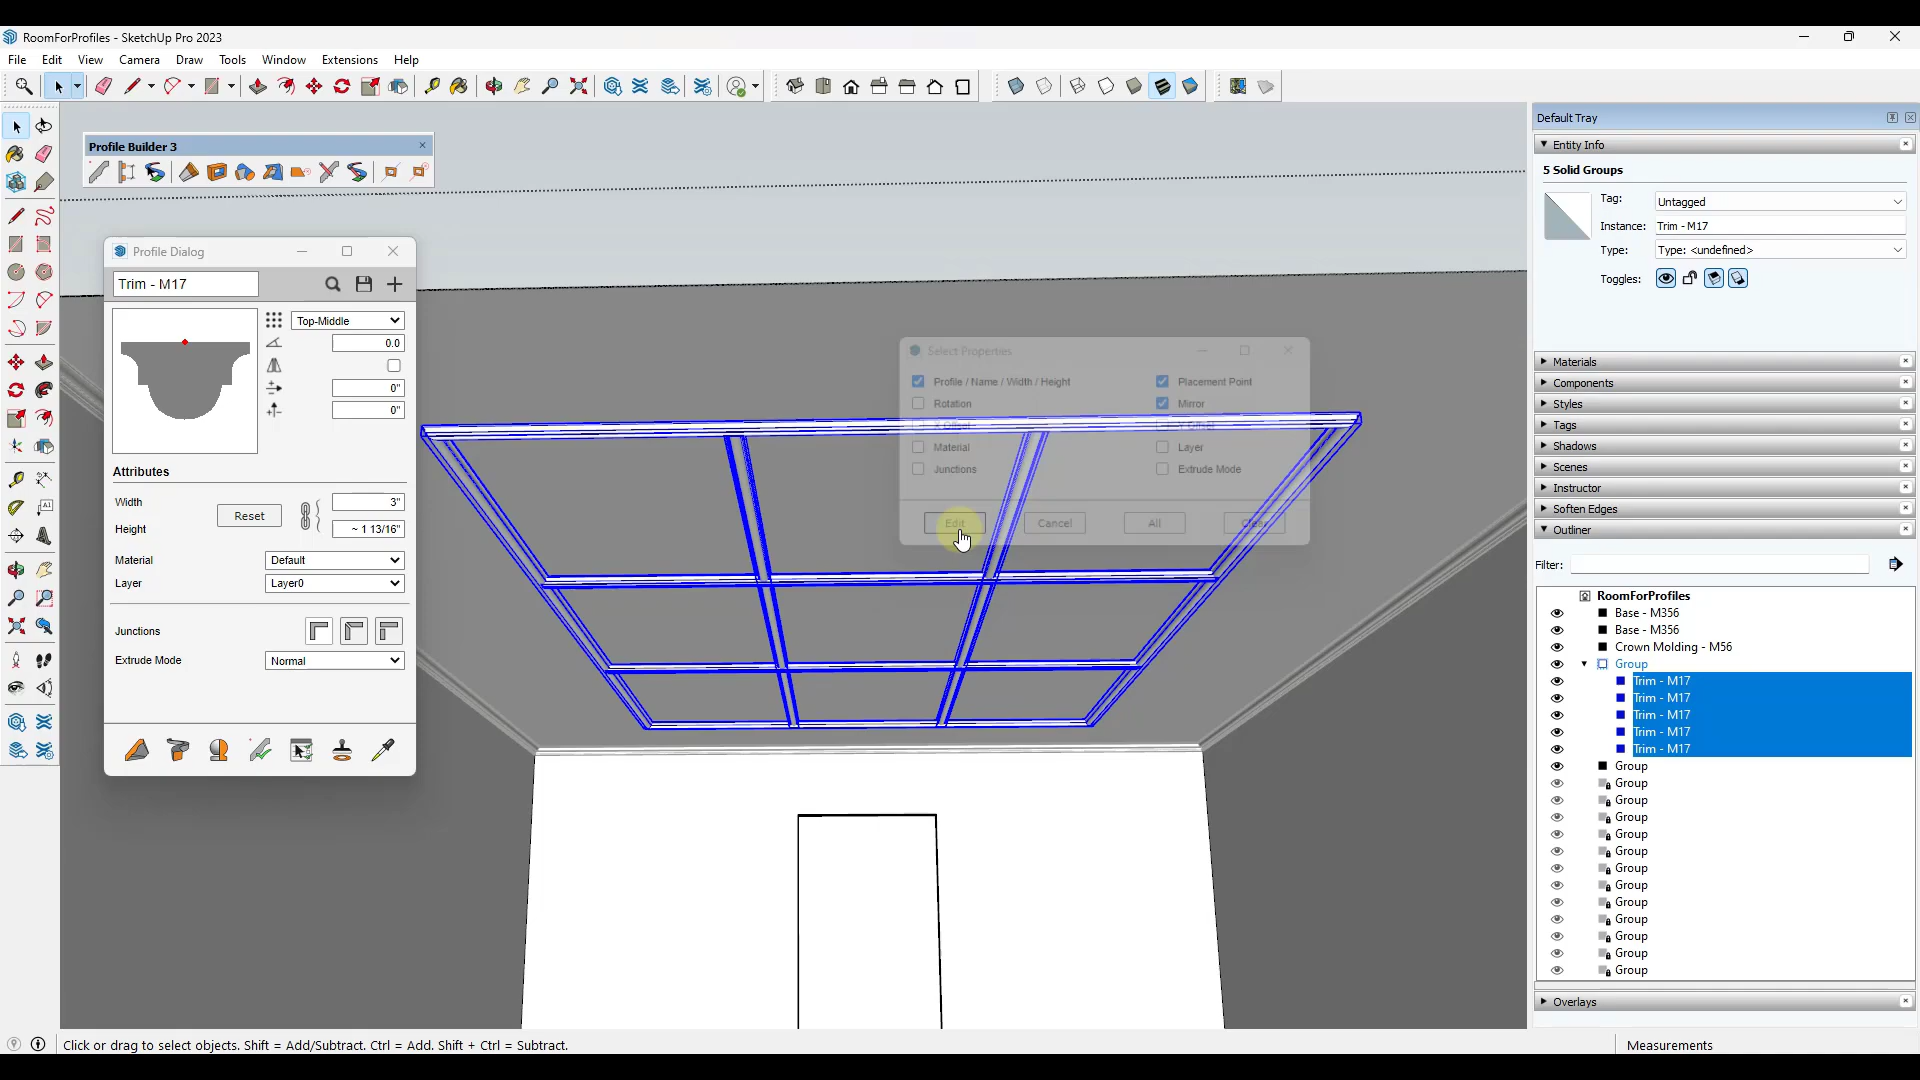 RoomForProfiles - SketchUp Pro 2023
File Edit View Camera Draw Tools Window Extensions Help
Profile Builder 3
Profile Dialog
Trim - M17
Top-Middle
0.0
0"
0"
Attributes
Width
3"
Reset
Height
~ 1 13/16"
Material
Default
Layer
Layer0
Junctions
Extrude Mode
Normal
Select Properties
Profile / Name / Width / Height
Placement Point
Rotation
Mirror
X Offset
Y Offset
Material
Layer
Junctions
Extrude Mode
Edit
Cancel
All
Clear
Default Tray
Entity Info
5 Solid Groups
Tag:
Untagged
Instance:
Trim - M17
Type:
Type: <undefined>
Toggles:
Materials
Components
Styles
Tags
Shadows
Scenes
Instructor
Soften Edges
Outliner
Filter:
RoomForProfiles
Base - M356
Base - M356
Crown Molding - M56
Group
Trim - M17
Trim - M17
Trim - M17
Trim - M17
Trim - M17
Group
Group
Group
Group
Group
Group
Group
Group
Group
Group
Group
Group
Group
Overlays
Click or drag to select objects. Shift = Add/Subtract. Ctrl = Add. Shift + Ctrl = Subtract.
Measurements